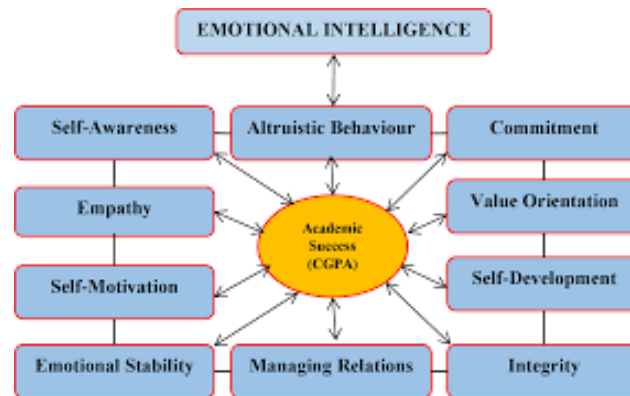 EMOTIONAL INTELLIGENCE
Self-Awareness
Altruistic Behaviour
Commitment
Empathy
Academic
Success
(CGPA)
Value Orientation
Self-Motivation
Self-Development
Emotional Stability
Managing Relations
Integrity